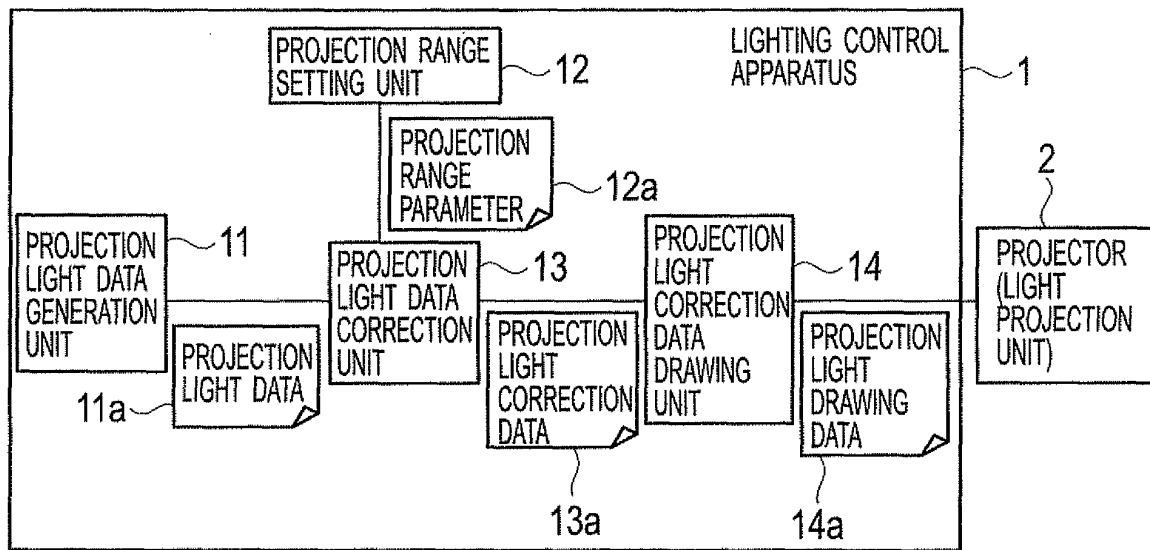 PROJECTION RANGE
SETTING UNIT
12
LIGHTING CONTROL
APPARATUS
1
PROJECTION
RANGE
PARAMETER
12a
2
PROJECTION
LIGHT DATA
GENERATION
UNIT
11
PROJECTION
LIGHT DATA
CORRECTION
UNIT
13
PROJECTION
LIGHT
CORRECTION
DATA
DRAWING
UNIT
14
PROJECTOR
(LIGHT
PROJECTION
UNIT)
PROJECTION
LIGHT DATA
11a
PROJECTION
LIGHT
CORRECTION
DATA
13a
PROJECTION
LIGHT
DRAWING
DATA
14a